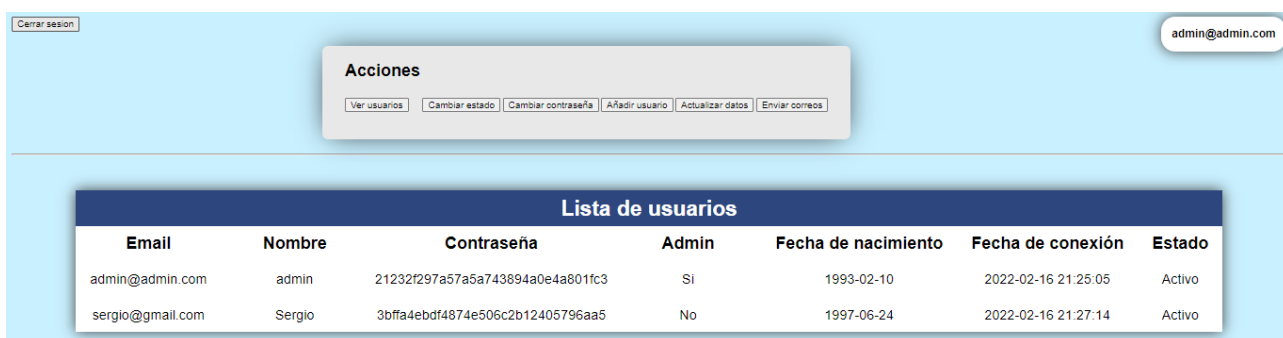 Cerrar sesion
admin@admin.com
Acciones
Ver usuarios Cambiar estado Cambiar contraseña Añadir usuario Actualizar datos Enviar correos
Lista de usuarios
Email Nombre Contraseña Admin Fecha de nacimiento Fecha de conexión Estado
admin@admin.com admin 21232f297a57a5a743894a0e4a801fc3 Si 1993-02-10 2022-02-16 21:25:05 Activo
sergio@gmail.com Sergio 3bffa4ebdf4874e506c2b12405796aa5 No 1997-06-24 2022-02-16 21:27:14 Activo